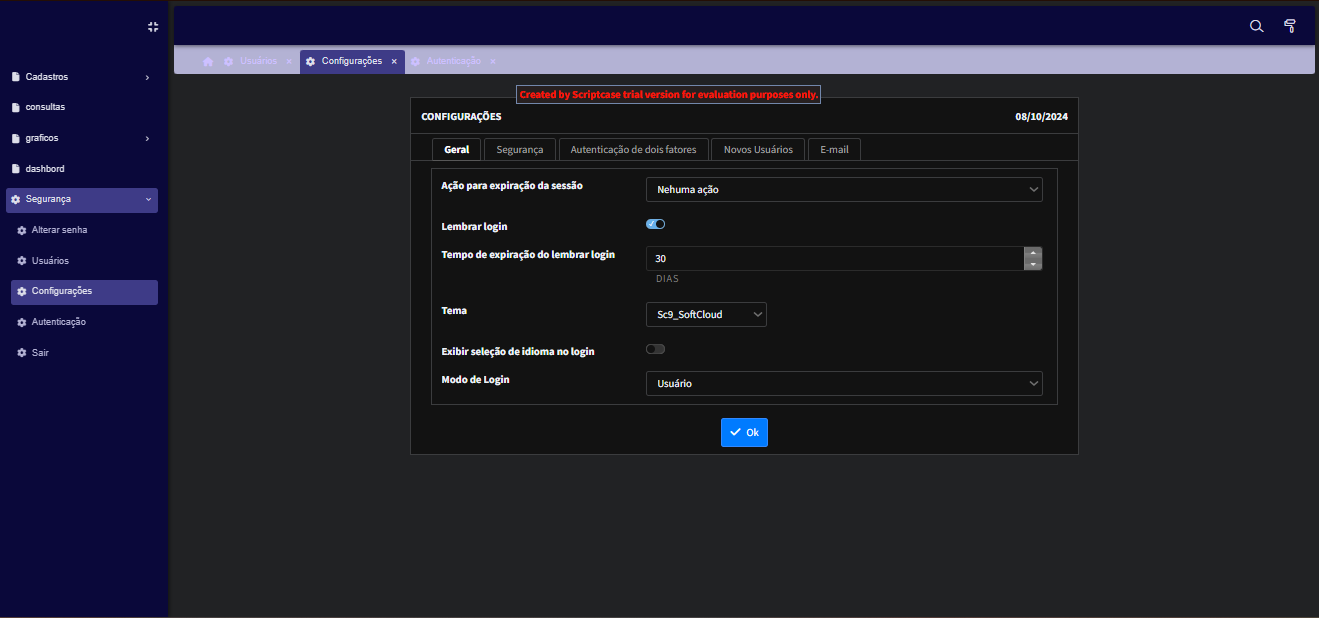 Usuários
Configurações
Autenticação
Cadastros
consultas
graficos
dashbord
Segurança
Alterar senha
Usuários
Configurações
Autenticação
Sair
Created by Scriptcase trial version for evaluation purposes only.
CONFIGURAÇÕES 08/10/2024
Geral Segurança Autenticação de dois fatores Novos Usuários E-mail
Ação para expiração da sessão Nehuma ação
Lembrar login
Tempo de expiração do lembrar login 30
DIAS
Tema Sc9_SoftCloud
Exibir seleção de idioma no login
Modo de Login Usuário
Ok